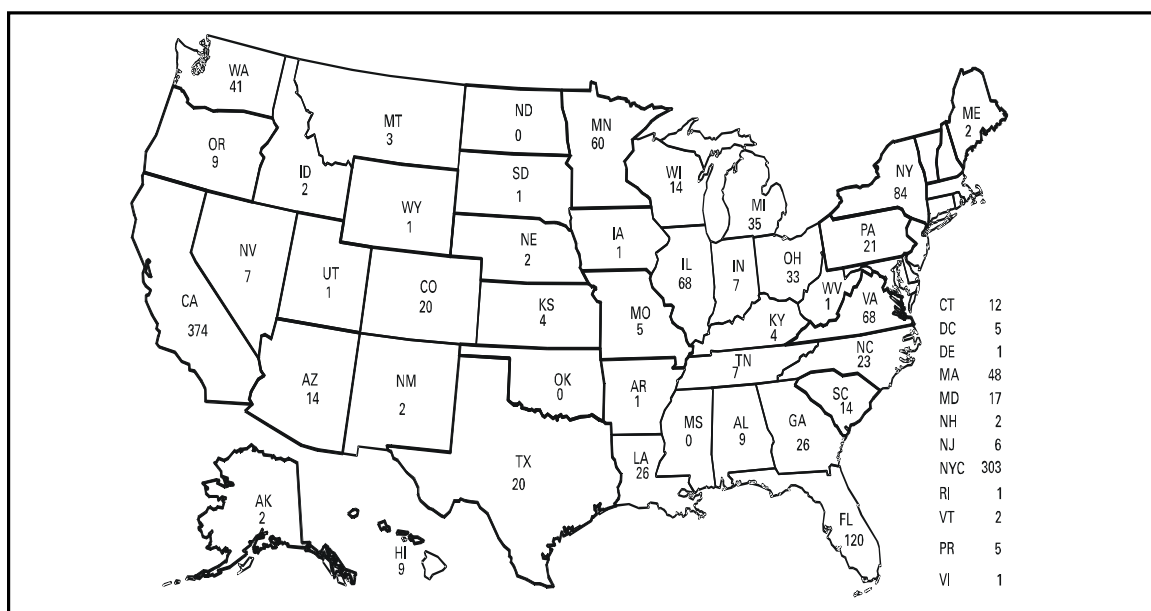 WA
41
OR
9
CA
374
NV
7
ID
2
MT
3
WY
1
UT
1
CO
20
AZ
14
NM
2
ND
0
SD
1
NE
2
KS
4
OK
0
TX
20
MN
60
IA
1
MO
5
AR
1
LA
26
WI
14
IL
68
MI
35
IN
7
OH
33
KY
4
TN
7
MS
0
AL
9
GA
26
FL
120
SC
14
NC
23
VA
68
WV
1
PA
21
NY
84
ME
2
AK
2
HI
9
CT 12
DC 5
DE 1
MA 48
MD 17
NH 2
NJ 6
NYC 303
RI 1
VT 2
PR 5
VI 1